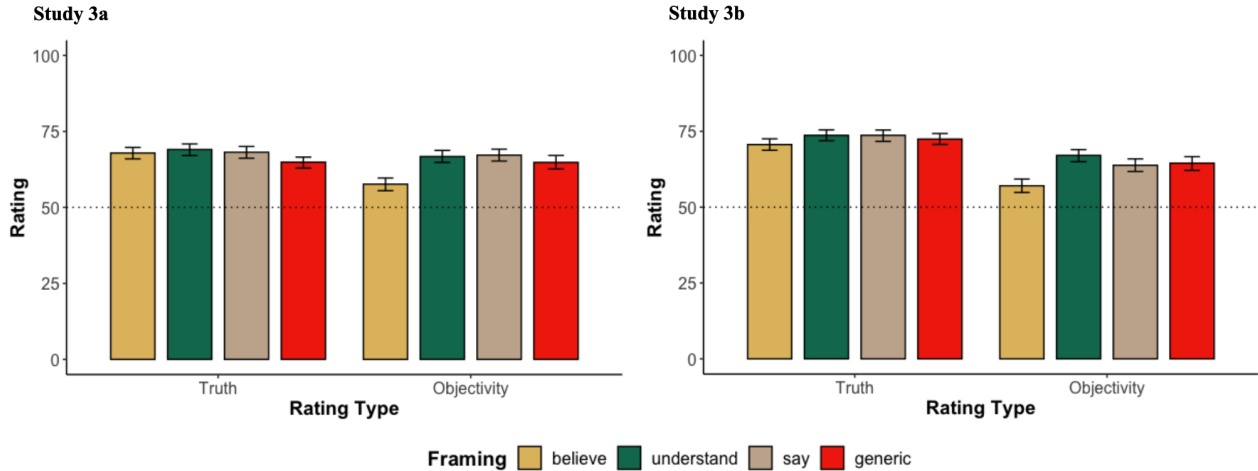 Study 3a
100
75
50
25
0
Rating
Truth
Objectivity
Rating Type
Study 3b
100
75
50
25
0
Rating
Truth
Objectivity
Rating Type
Framing believe understand say generic